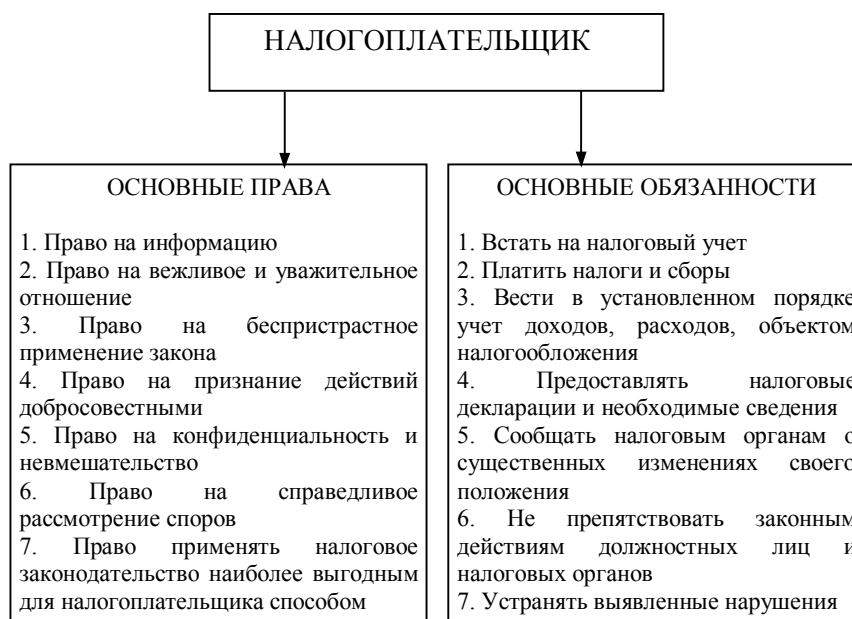 НАЛОГОПЛАТЕЛЬЩИК
ОСНОВНЫЕ ПРАВА
1. Право на информацию
2. Право на вежливое и уважительное
отношение
3. Право на беспристрастное
применение закона
4. Право на признание действий
добросовестными
5. Право на конфиденциальность и
невмешательство
6. Право на справедливое
рассмотрение споров
7. Право применять налоговое
законодательство наиболее выгодным
для налогоплательщика способом
ОСНОВНЫЕ ОБЯЗАННОСТИ
1. Встать на налоговый учет
2. Платить налоги и сборы
3. Вести в установленном порядке
учет доходов, расходов, объектом
налогообложения
4. Предоставлять налоговые
декларации и необходимые сведения
5. Сообщать налоговым органам о
существенных изменениях своего
положения
6. Не препятствовать законным
действиям должностных лиц и
налоговых органов
7. Устранять выявленные нарушения